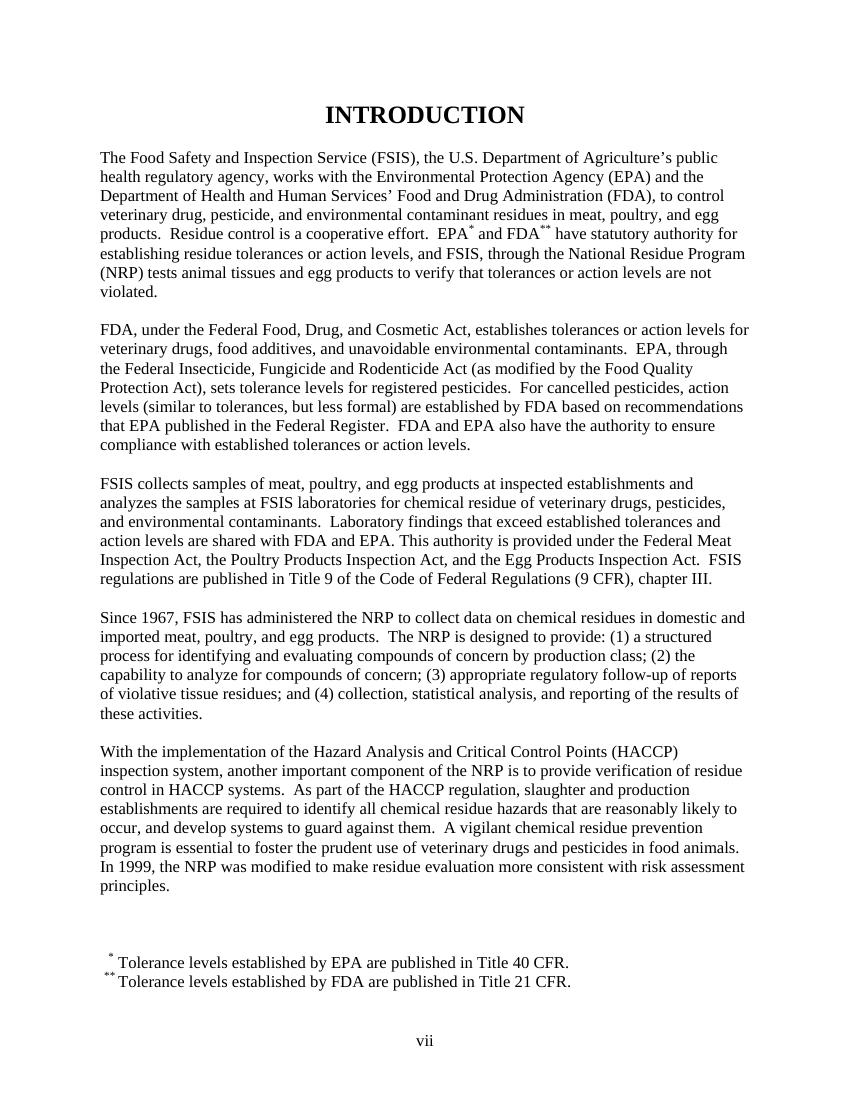 INTRODUCTION
The Food Safety and Inspection Service (FSIS), the U.S. Department of Agriculture’s public
health regulatory agency, works with the Environmental Protection Agency (EPA) and the
Department of Health and Human Services’ Food and Drug Administration (FDA), to control
veterinary drug, pesticide, and environmental contaminant residues in meat, poultry, and egg
products.  Residue control is a cooperative effort.  EPA* and FDA** have statutory authority for
establishing residue tolerances or action levels, and FSIS, through the National Residue Program
(NRP) tests animal tissues and egg products to verify that tolerances or action levels are not
violated.
FDA, under the Federal Food, Drug, and Cosmetic Act, establishes tolerances or action levels for
veterinary drugs, food additives, and unavoidable environmental contaminants.  EPA, through
the Federal Insecticide, Fungicide and Rodenticide Act (as modified by the Food Quality
Protection Act), sets tolerance levels for registered pesticides.  For cancelled pesticides, action
levels (similar to tolerances, but less formal) are established by FDA based on recommendations
that EPA published in the Federal Register.  FDA and EPA also have the authority to ensure
compliance with established tolerances or action levels.
FSIS collects samples of meat, poultry, and egg products at inspected establishments and
analyzes the samples at FSIS laboratories for chemical residue of veterinary drugs, pesticides,
and environmental contaminants.  Laboratory findings that exceed established tolerances and
action levels are shared with FDA and EPA. This authority is provided under the Federal Meat
Inspection Act, the Poultry Products Inspection Act, and the Egg Products Inspection Act.  FSIS
regulations are published in Title 9 of the Code of Federal Regulations (9 CFR), chapter III.
Since 1967, FSIS has administered the NRP to collect data on chemical residues in domestic and
imported meat, poultry, and egg products.  The NRP is designed to provide: (1) a structured
process for identifying and evaluating compounds of concern by production class; (2) the
capability to analyze for compounds of concern; (3) appropriate regulatory follow-up of reports
of violative tissue residues; and (4) collection, statistical analysis, and reporting of the results of
these activities.
With the implementation of the Hazard Analysis and Critical Control Points (HACCP)
inspection system, another important component of the NRP is to provide verification of residue
control in HACCP systems.  As part of the HACCP regulation, slaughter and production
establishments are required to identify all chemical residue hazards that are reasonably likely to
occur, and develop systems to guard against them.  A vigilant chemical residue prevention
program is essential to foster the prudent use of veterinary drugs and pesticides in food animals.
In 1999, the NRP was modified to make residue evaluation more consistent with risk assessment
principles.
* Tolerance levels established by EPA are published in Title 40 CFR.
** Tolerance levels established by FDA are published in Title 21 CFR.
vii